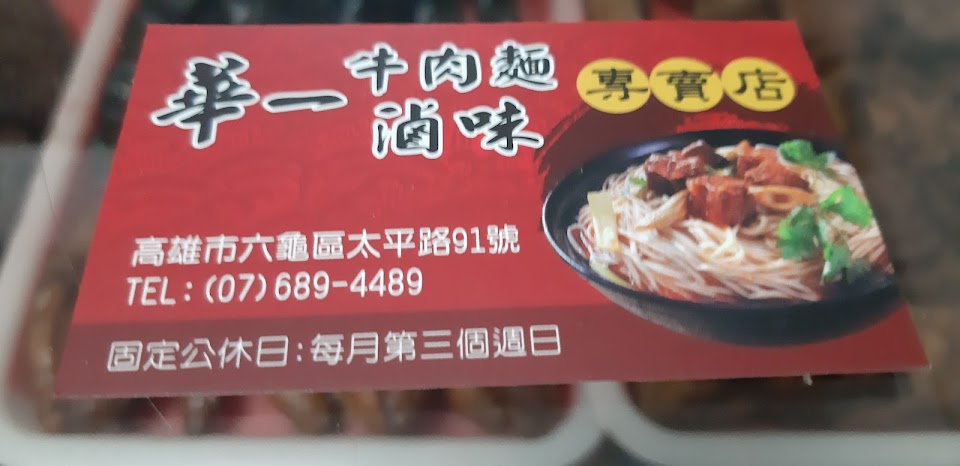 華一 牛肉麵 專賣店
滷味
高雄市六龜區太平路91號
TEL:(07)689-4489
固定公休日:每月第三個週日